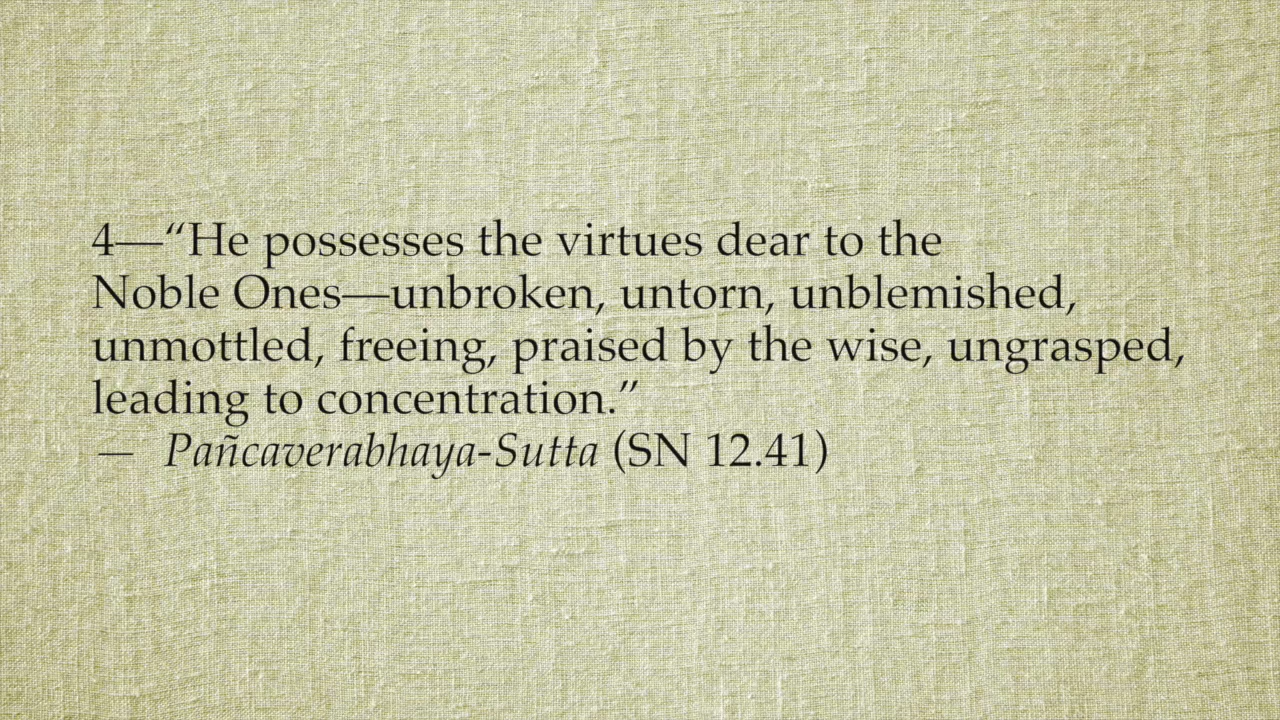 4—“He possesses the virtues dear to the
Noble Ones—unbroken, untorn, unblemished,
unmottled, freeing, praised by the wise, ungrasped,
leading to concentration.”
— Pañcaverabhaya-Sutta (SN 12.41)